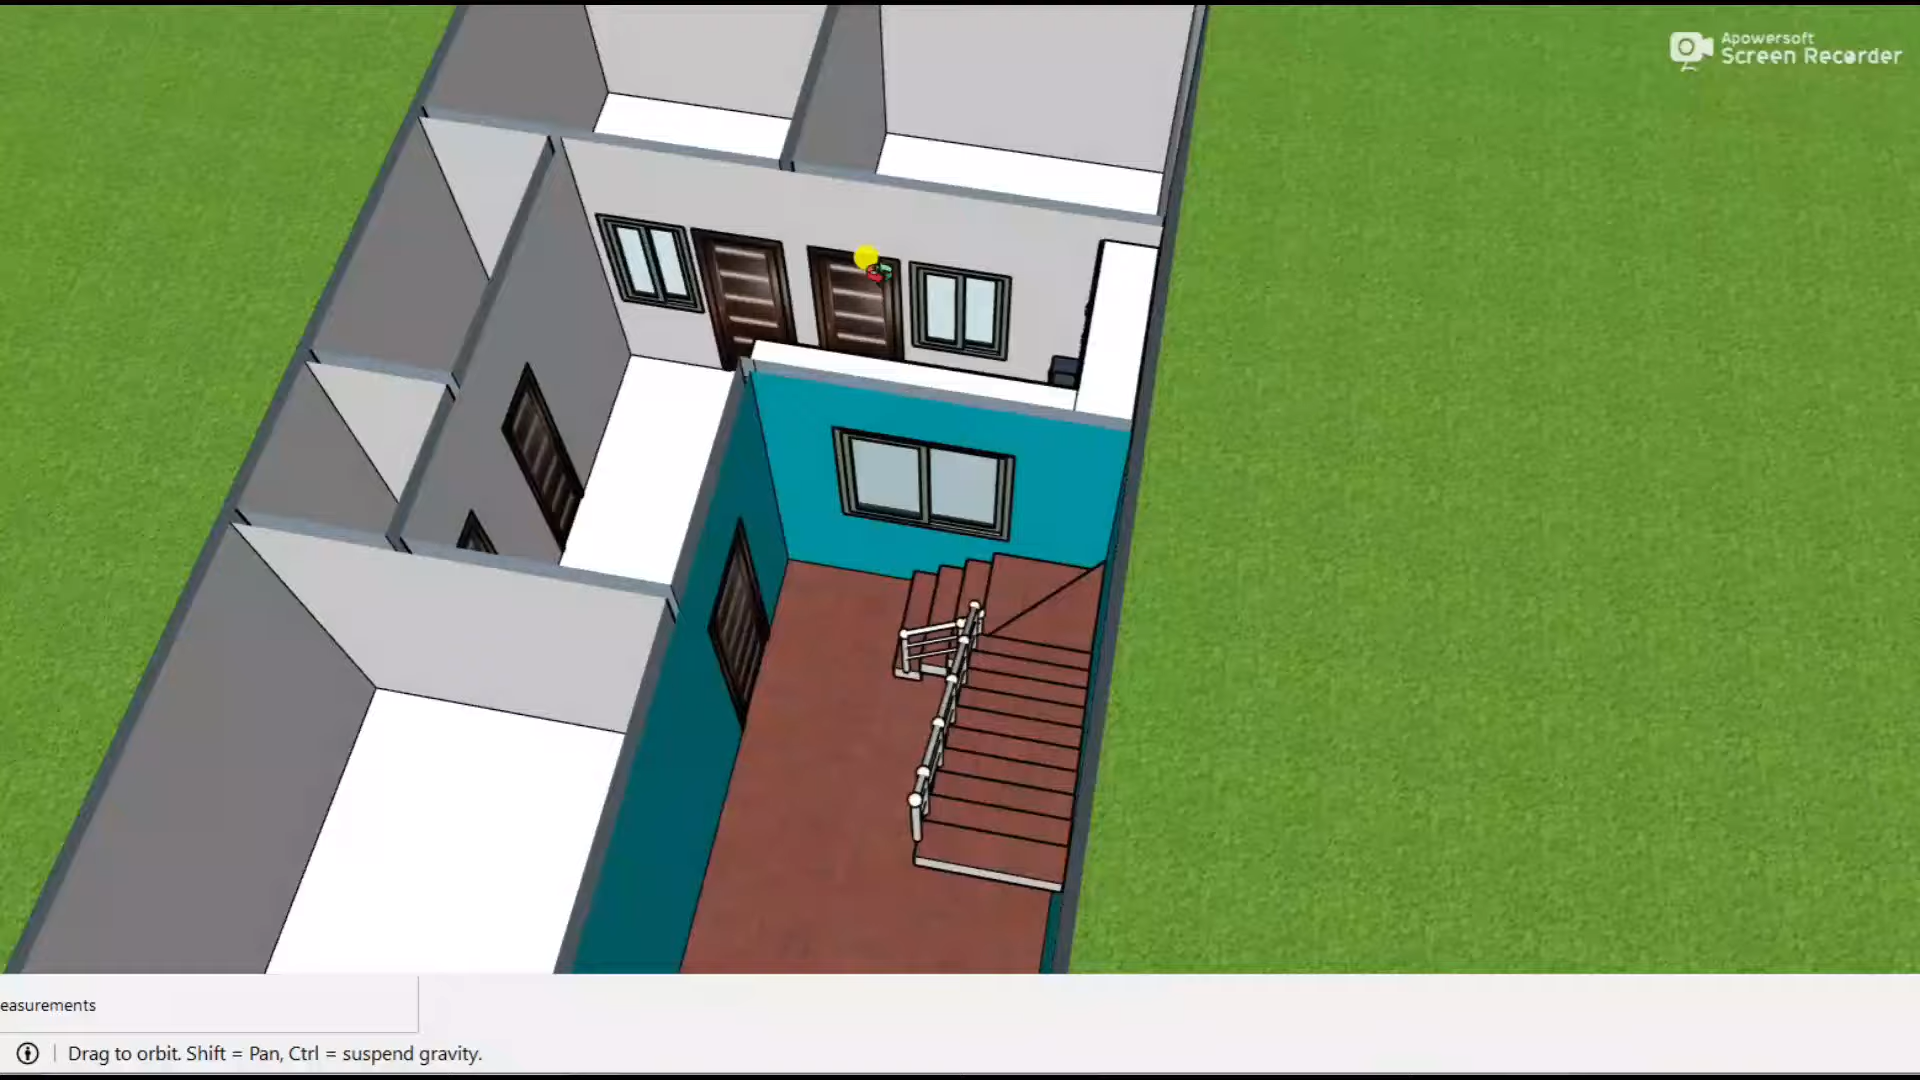 Apowersoft
Screen Recorder
easurements
Drag to orbit. Shift = Pan, Ctrl = suspend gravity.